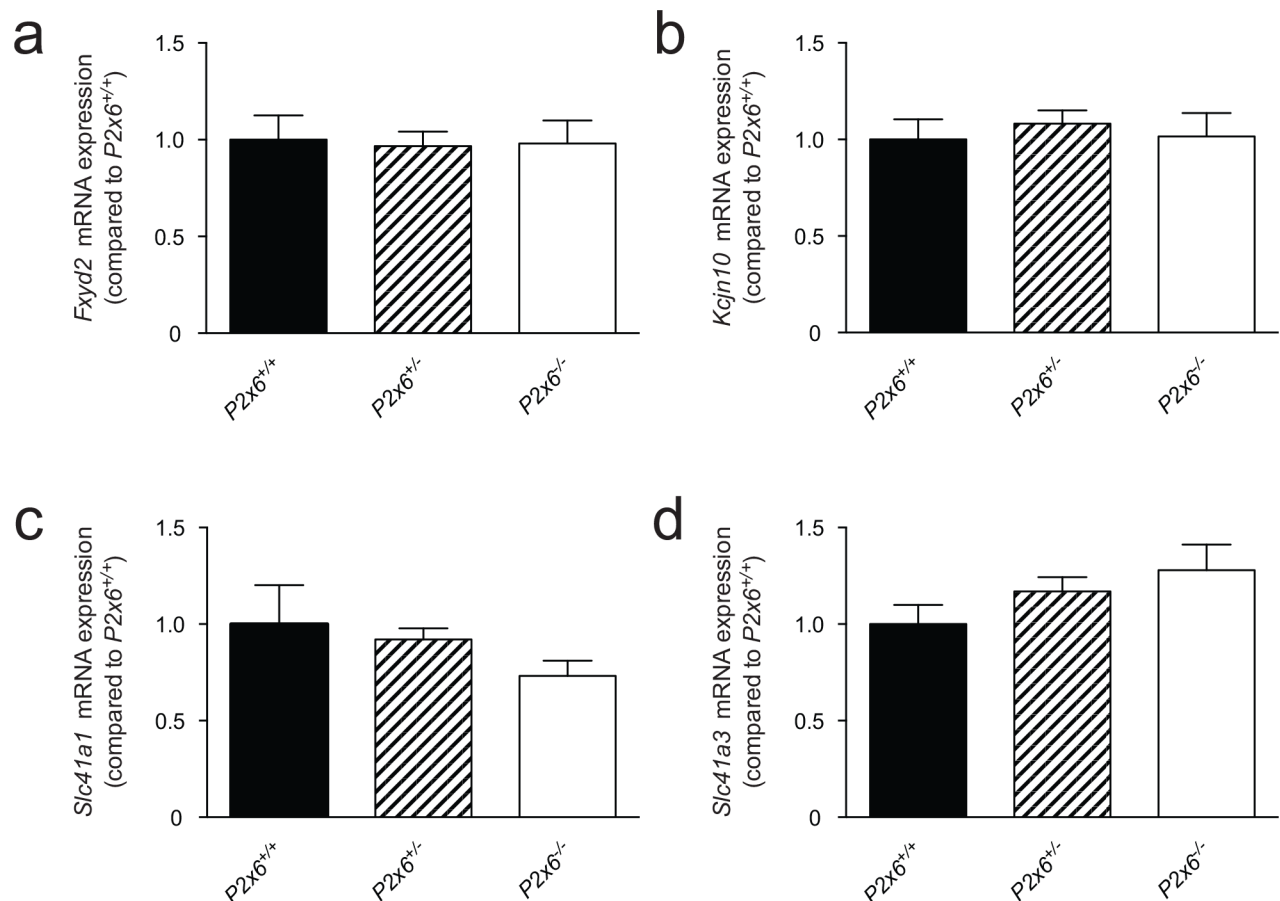 a
Fxyd2 mRNA expression
(compared to P2x6+/+)
1.5
1.0
0.5
0
P2x6+/+
P2x6+/-
P2x6-/-
b
Kcjn10 mRNA expression
(compared to P2x6+/+)
1.5
1.0
0.5
0
P2x6+/+
P2x6+/-
P2x6-/-
c
Slc41a1 mRNA expression
(compared to P2x6+/+)
1.5
1.0
0.5
0
P2x6+/+
P2x6+/-
P2x6-/-
d
Slc41a3 mRNA expression
(compared to P2x6+/+)
1.5
1.0
0.5
0
P2x6+/+
P2x6+/-
P2x6-/-